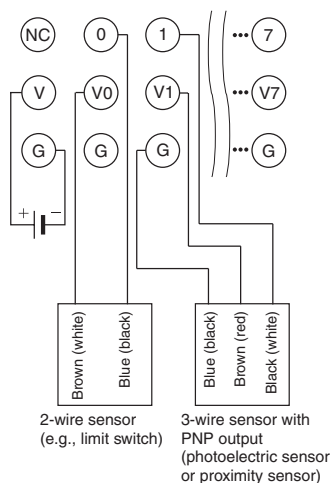 NC 0 1 ••• 7
V V0 V1 ••• V7
G G G ••• G
+ −
Brown (white)
Blue (black)
Blue (black)
Brown (red)
Black (white)
2-wire sensor
(e.g., limit switch)
3-wire sensor with
PNP output
(photoelectric sensor
or proximity sensor)